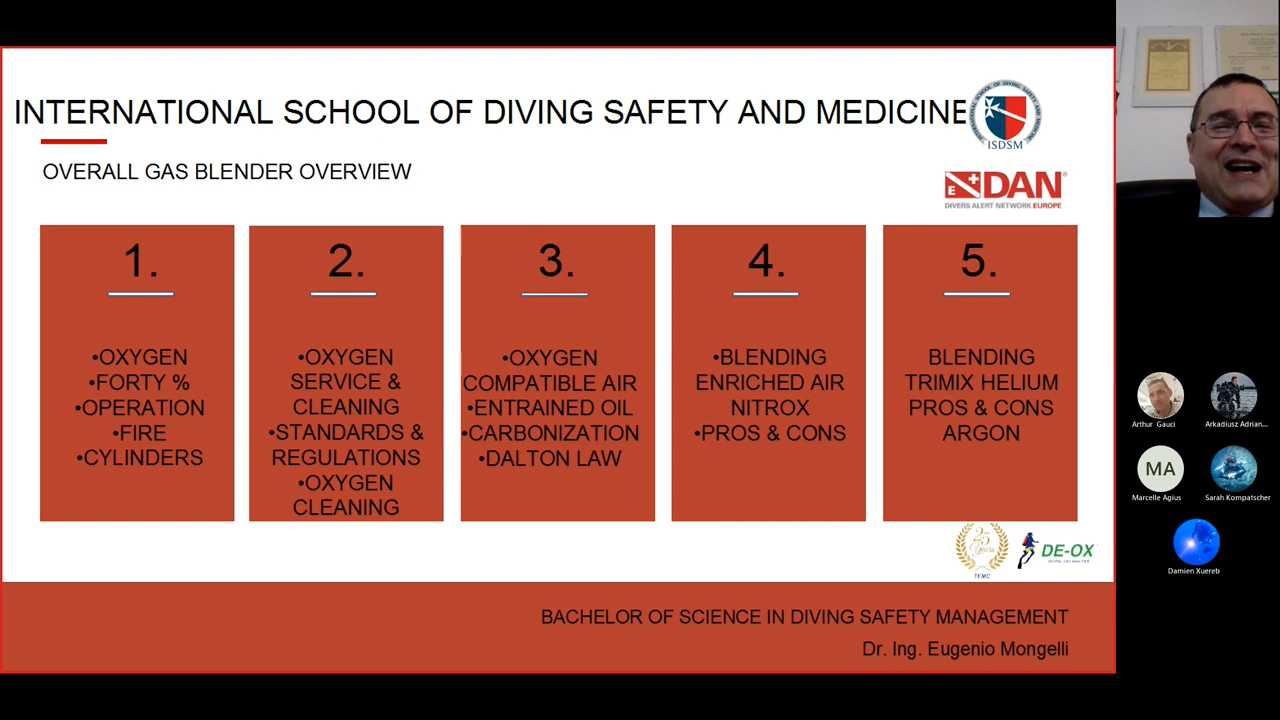 INTERNATIONAL SCHOOL OF DIVING SAFETY AND MEDICINE
ISDSM
OVERALL GAS BLENDER OVERVIEW
DAN
DIVERS ALERT NETWORK EUROPE
1.
•OXYGEN
•FORTY %
•OPERATION
•FIRE
•CYLINDERS
2.
•OXYGEN
SERVICE &
CLEANING
•STANDARDS &
REGULATIONS
•OXYGEN
CLEANING
3.
•OXYGEN
COMPATIBLE AIR
•ENTRAINED OIL
•CARBONIZATION
•DALTON LAW
4.
•BLENDING
ENRICHED AIR
NITROX
•PROS & CONS
5.
BLENDING
TRIMIX HELIUM
PROS & CONS
ARGON
25
Years
TEMC
DE-OX
BACHELOR OF SCIENCE IN DIVING SAFETY MANAGEMENT
Dr. Ing. Eugenio Mongelli
Arthur Gauci
Arkadiusz Adrian...
MA
Marcelle Agius
Sarah Kompatscher
Damien Xuereb